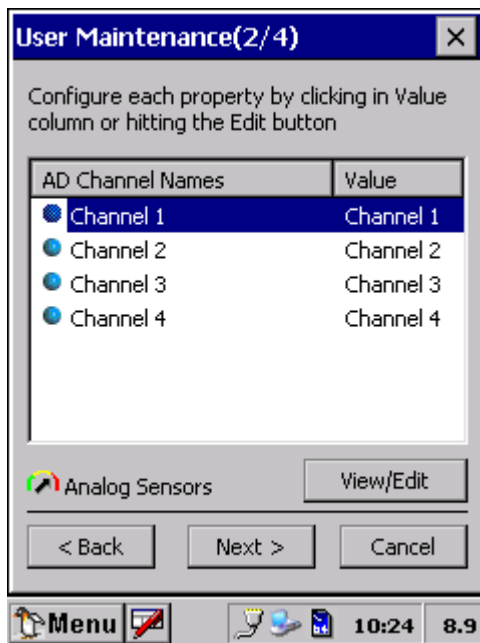 User Maintenance(2/4)
Configure each property by clicking in Value
column or hitting the Edit button
AD Channel Names Value
Channel 1 Channel 1
Channel 2 Channel 2
Channel 3 Channel 3
Channel 4 Channel 4
Analog Sensors View/Edit
< Back Next > Cancel
Menu 10:24 8.9